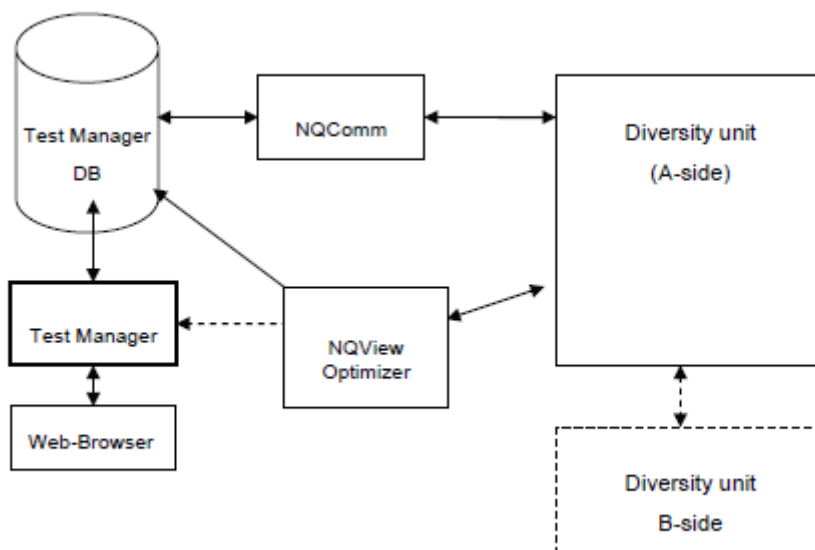 Test Manager
DB
NQComm
Diversity unit
(A-side)
Test Manager
NQView
Optimizer
Web-Browser
Diversity unit
B-side